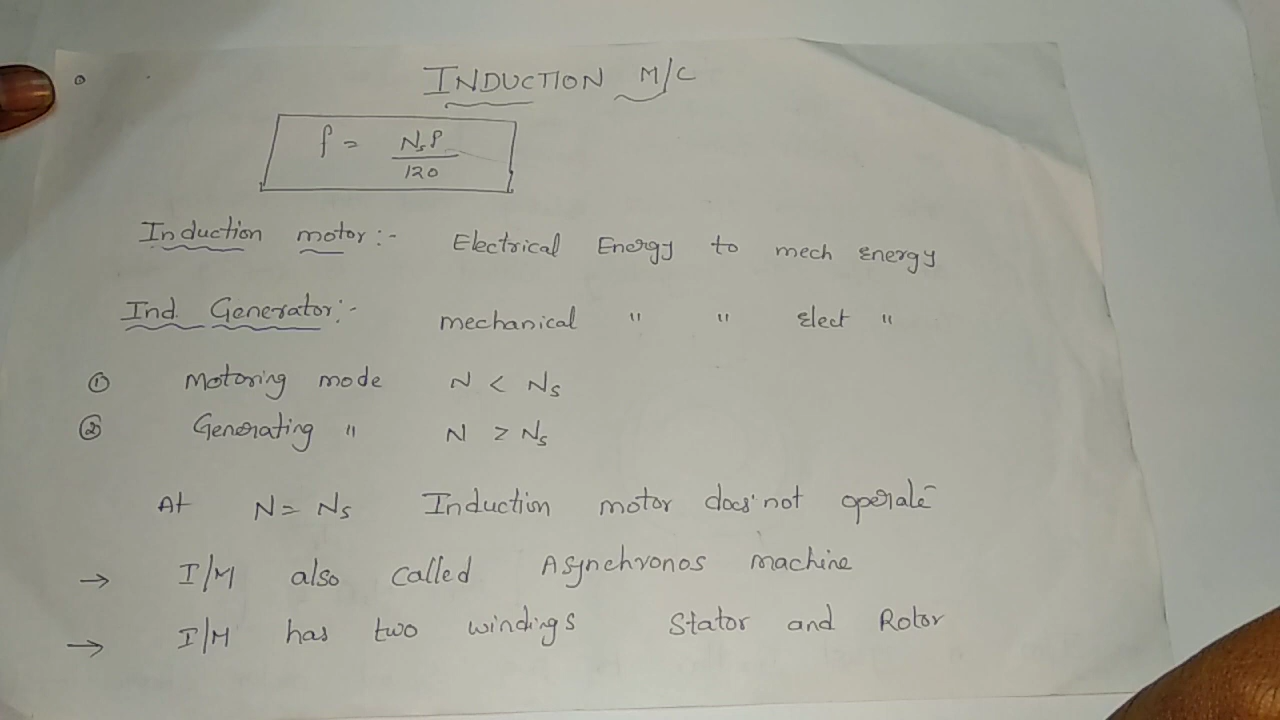 INDUCTION M/C
f = NsP
120
Induction motor :- Electrical Energy to mech energy
Ind. Generator :- mechanical " " Elect "
① Motoring mode N < Ns
② Generating " N > Ns
At N = Ns Induction motor does not operate
→ I/M also called Asynchronos machine
→ I/M has two windings Stator and Rotor